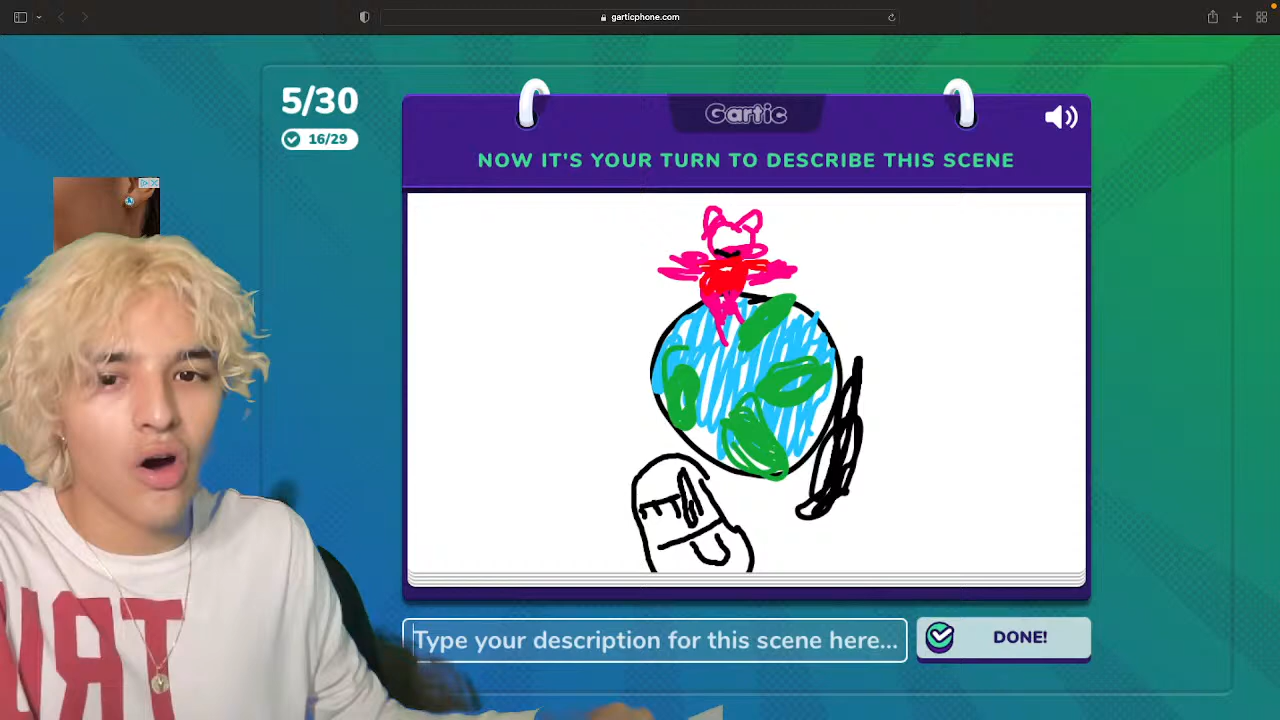 garticphone.com
5/30
16/29
Gartic
NOW IT'S YOUR TURN TO DESCRIBE THIS SCENE
Type your description for this scene here...
DONE!